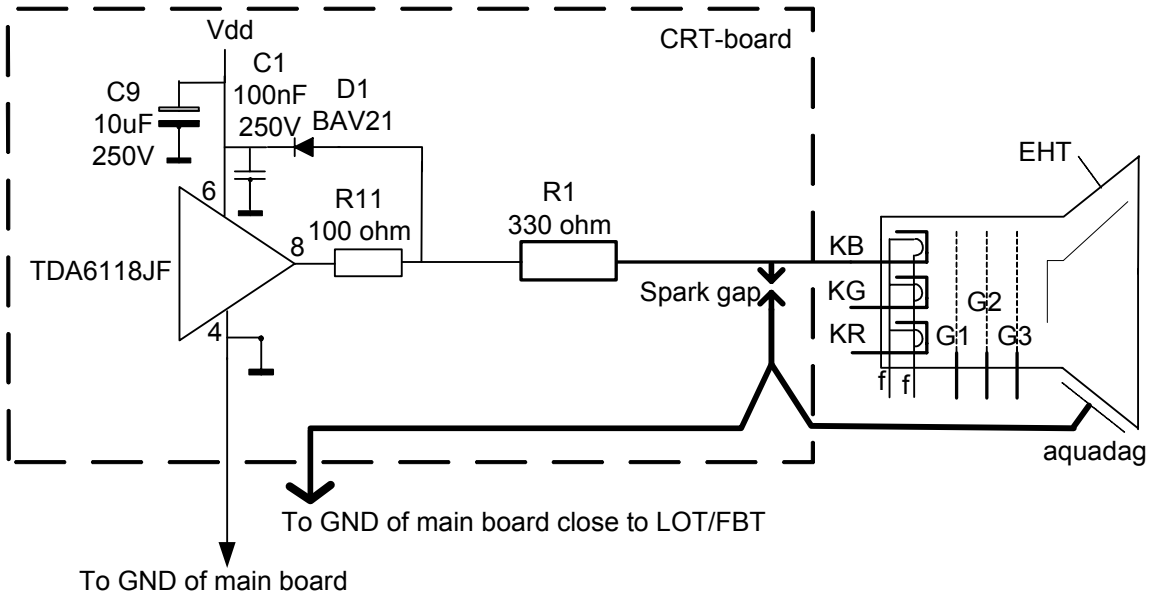 Vdd
CRT-board
C1
100nF
250V
C9
10uF
250V
D1
BAV21
EHT
6
R11
100 ohm
R1
330 ohm
8
TDA6118JF
KB
Spark gap
KG
G2
KR
G1
G3
4
f
f
aquadag
To GND of main board close to LOT/FBT
To GND of main board